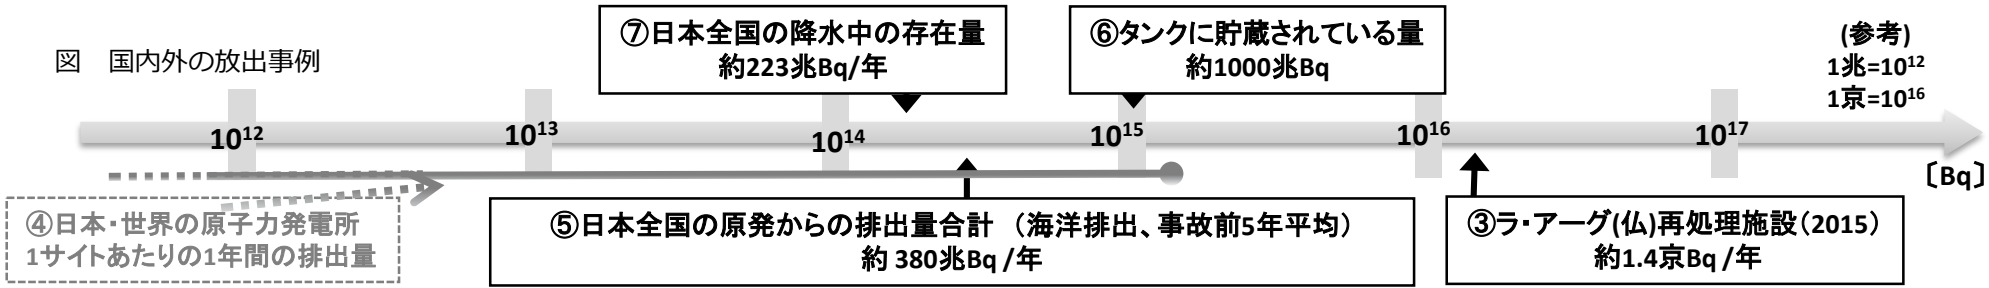 図　国内外の放出事例
⑦日本全国の降水中の存在量
約223兆Bq/年
⑥タンクに貯蔵されている量
約1000兆Bq
(参考)
1兆=10¹²
1京=10¹⁶
10¹²
10¹³
10¹⁴
10¹⁵
10¹⁶
10¹⁷
〔Bq〕
④日本・世界の原子力発電所
1サイトあたりの1年間の排出量
⑤日本全国の原発からの排出量合計　（海洋排出、事故前5年平均）
約 380兆Bq /年
③ラ・アーグ(仏)再処理施設（2015）
約1.4京Bq /年